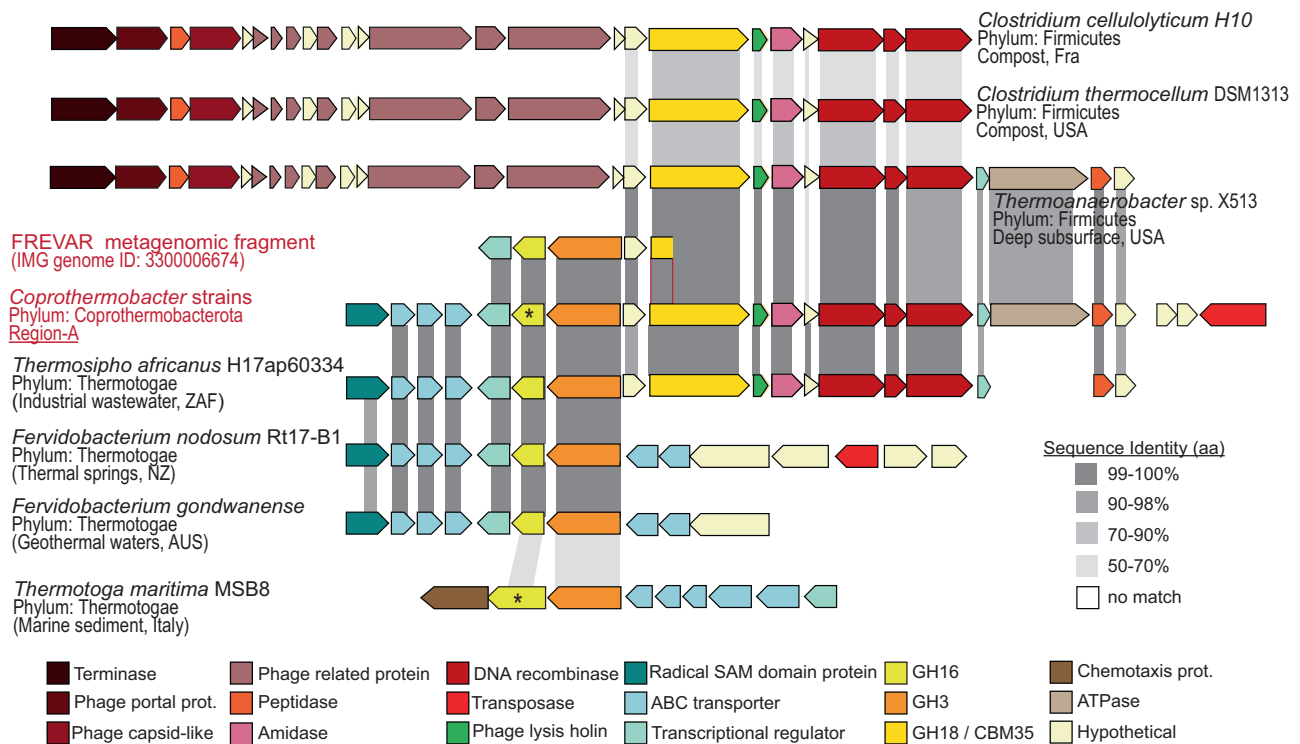 Clostridium cellulolyticum H10
Phylum: Firmicutes
Compost, Fra
Clostridium thermocellum DSM1313
Phylum: Firmicutes
Compost, USA
Thermoanaerobacter sp. X513
Phylum: Firmicutes
Deep subsurface, USA
FREVAR metagenomic fragment
(IMG genome ID: 3300006674)
Coprothermobacter strains
Phylum: Coprothermobacterota
Region-A
*
Thermosipho africanus H17ap60334
Phylum: Thermotogae
(Industrial wastewater, ZAF)
Fervidobacterium nodosum Rt17-B1
Phylum: Thermotogae
(Thermal springs, NZ)
Fervidobacterium gondwanense
Phylum: Thermotogae
(Geothermal waters, AUS)
Thermotoga maritima MSB8
Phylum: Thermotogae
(Marine sediment, Italy)
*
Sequence Identity (aa)
99-100%
90-98%
70-90%
50-70%
no match
Terminase
Phage portal prot.
Phage capsid-like
Phage related protein
Peptidase
Amidase
DNA recombinase
Transposase
Phage lysis holin
Radical SAM domain protein
ABC transporter
Transcriptional regulator
GH16
GH3
GH18 / CBM35
Chemotaxis prot.
ATPase
Hypothetical